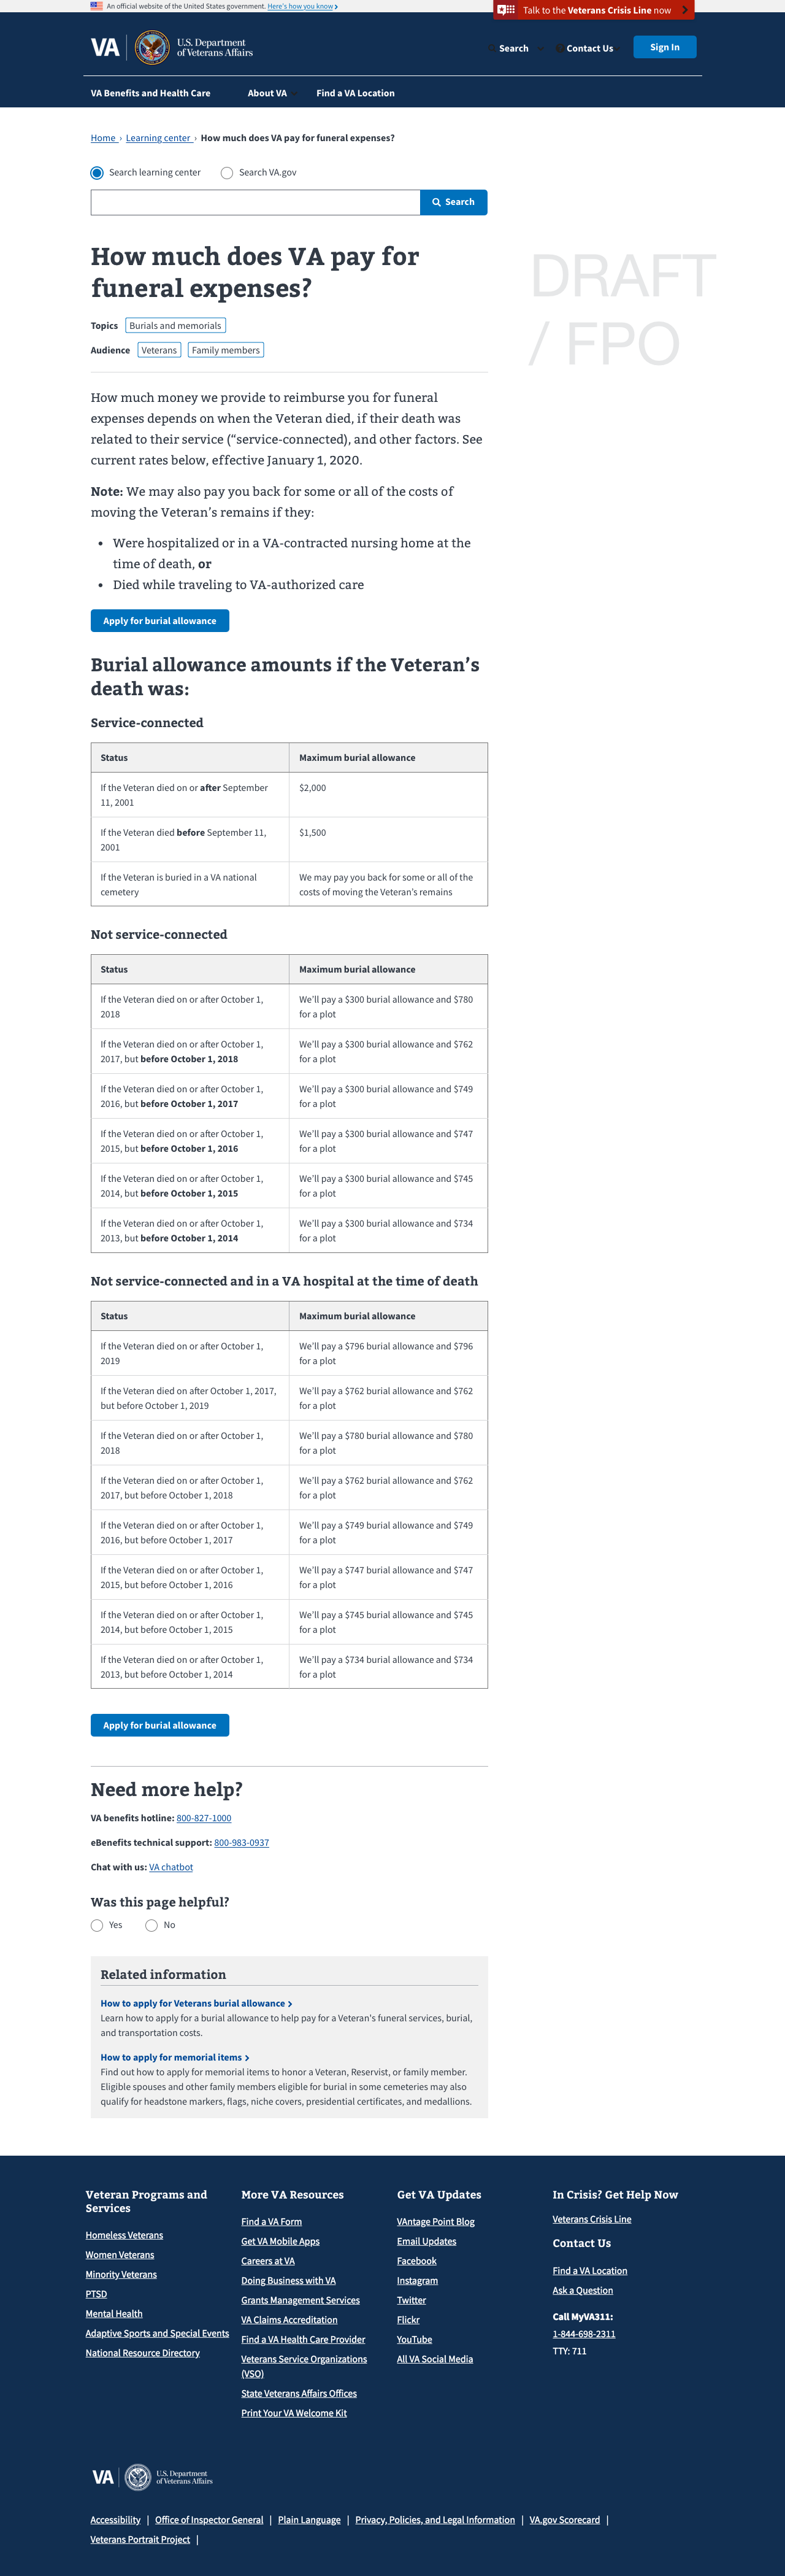 An official website of the United States government. Here's how you know
Talk to the Veterans Crisis Line now
VA U.S. Department of Veterans Affairs
Search
Contact Us
Sign In
VA Benefits and Health Care
About VA
Find a VA Location
Home › Learning center › How much does VA pay for funeral expenses?
Search learning center
Search VA.gov
Search
DRAFT
/ FPO
How much does VA pay for
funeral expenses?
Topics Burials and memorials
Audience Veterans Family members
How much money we provide to reimburse you for funeral
expenses depends on when the Veteran died, if their death was
related to their service (“service-connected), and other factors. See
current rates below, effective January 1, 2020.
Note: We may also pay you back for some or all of the costs of
moving the Veteran’s remains if they:
• Were hospitalized or in a VA-contracted nursing home at the
time of death, or
• Died while traveling to VA-authorized care
Apply for burial allowance
Burial allowance amounts if the Veteran’s
death was:
Service-connected
Status Maximum burial allowance
If the Veteran died on or after September
11, 2001
$2,000
If the Veteran died before September 11,
2001
$1,500
If the Veteran is buried in a VA national
cemetery
We may pay you back for some or all of the
costs of moving the Veteran’s remains
Not service-connected
Status Maximum burial allowance
If the Veteran died on or after October 1,
2018
We’ll pay a $300 burial allowance and $780
for a plot
If the Veteran died on or after October 1,
2017, but before October 1, 2018
We’ll pay a $300 burial allowance and $762
for a plot
If the Veteran died on or after October 1,
2016, but before October 1, 2017
We’ll pay a $300 burial allowance and $749
for a plot
If the Veteran died on or after October 1,
2015, but before October 1, 2016
We’ll pay a $300 burial allowance and $747
for a plot
If the Veteran died on or after October 1,
2014, but before October 1, 2015
We’ll pay a $300 burial allowance and $745
for a plot
If the Veteran died on or after October 1,
2013, but before October 1, 2014
We’ll pay a $300 burial allowance and $734
for a plot
Not service-connected and in a VA hospital at the time of death
Status Maximum burial allowance
If the Veteran died on or after October 1,
2019
We’ll pay a $796 burial allowance and $796
for a plot
If the Veteran died on after October 1, 2017,
but before October 1, 2019
We’ll pay a $762 burial allowance and $762
for a plot
If the Veteran died on or after October 1,
2018
We’ll pay a $780 burial allowance and $780
for a plot
If the Veteran died on or after October 1,
2017, but before October 1, 2018
We’ll pay a $762 burial allowance and $762
for a plot
If the Veteran died on or after October 1,
2016, but before October 1, 2017
We’ll pay a $749 burial allowance and $749
for a plot
If the Veteran died on or after October 1,
2015, but before October 1, 2016
We’ll pay a $747 burial allowance and $747
for a plot
If the Veteran died on or after October 1,
2014, but before October 1, 2015
We’ll pay a $745 burial allowance and $745
for a plot
If the Veteran died on or after October 1,
2013, but before October 1, 2014
We’ll pay a $734 burial allowance and $734
for a plot
Apply for burial allowance
Need more help?
VA benefits hotline: 800-827-1000
eBenefits technical support: 800-983-0937
Chat with us: VA chatbot
Was this page helpful?
Yes
No
Related information
How to apply for Veterans burial allowance
Learn how to apply for a burial allowance to help pay for a Veteran's funeral services, burial,
and transportation costs.
How to apply for memorial items
Find out how to apply for memorial items to honor a Veteran, Reservist, or family member.
Eligible spouses and other family members eligible for burial in some cemeteries may also
qualify for headstone markers, flags, niche covers, presidential certificates, and medallions.
Veteran Programs and
Services
Homeless Veterans
Women Veterans
Minority Veterans
PTSD
Mental Health
Adaptive Sports and Special Events
National Resource Directory
More VA Resources
Find a VA Form
Get VA Mobile Apps
Careers at VA
Doing Business with VA
Grants Management Services
VA Claims Accreditation
Find a VA Health Care Provider
Veterans Service Organizations
(VSO)
State Veterans Affairs Offices
Print Your VA Welcome Kit
Get VA Updates
VAntage Point Blog
Email Updates
Facebook
Instagram
Twitter
Flickr
YouTube
All VA Social Media
In Crisis? Get Help Now
Veterans Crisis Line
Contact Us
Find a VA Location
Ask a Question
Call MyVA311:
1-844-698-2311
TTY: 711
VA U.S. Department of Veterans Affairs
Accessibility | Office of Inspector General | Plain Language | Privacy, Policies, and Legal Information | VA.gov Scorecard |
Veterans Portrait Project |